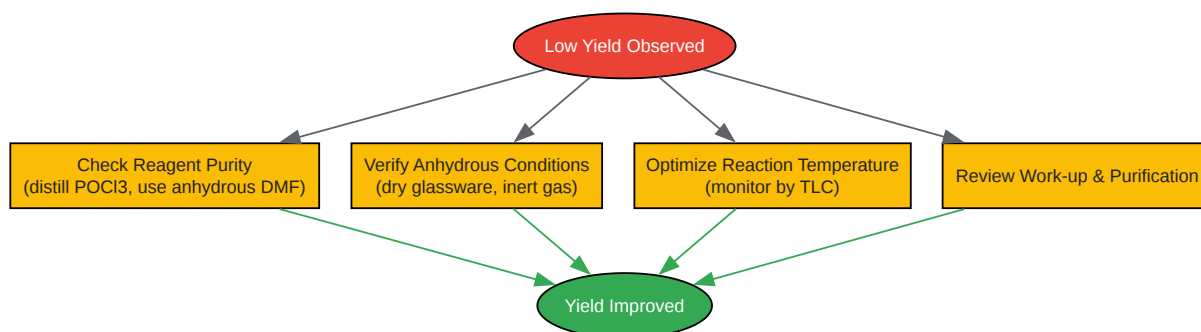 Low Yield Observed
Check Reagent Purity
(distill POCl3, use anhydrous DMF)
Verify Anhydrous Conditions
(dry glassware, inert gas)
Optimize Reaction Temperature
(monitor by TLC)
Review Work-up & Purification
Yield Improved